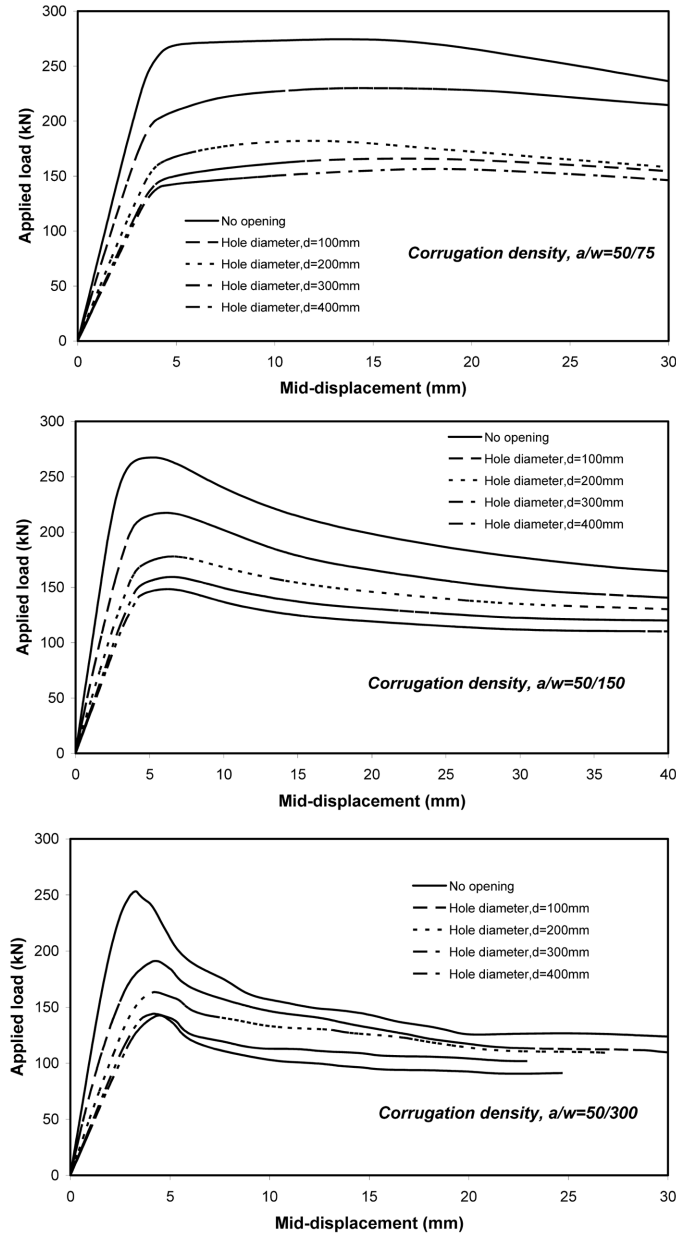 300
250
200
150
100
50
0
Applied load (kN)
No opening
Hole diameter,d=100mm
Hole diameter,d=200mm
Hole diameter,d=300mm
Hole diameter,d=400mm
Corrugation density, a/w=50/75
0 5 10 15 20 25 30
Mid-displacement (mm)
300
250
200
150
100
50
0
Applied load (kN)
No opening
Hole diameter,d=100mm
Hole diameter,d=200mm
Hole diameter,d=300mm
Hole diameter,d=400mm
Corrugation density, a/w=50/150
0 5 10 15 20 25 30 35 40
Mid-displacement (mm)
300
250
200
150
100
50
0
Applied load (kN)
No opening
Hole diameter,d=100mm
Hole diameter,d=200mm
Hole diameter,d=300mm
Hole diameter,d=400mm
Corrugation density, a/w=50/300
0 5 10 15 20 25 30
Mid-displacement (mm)